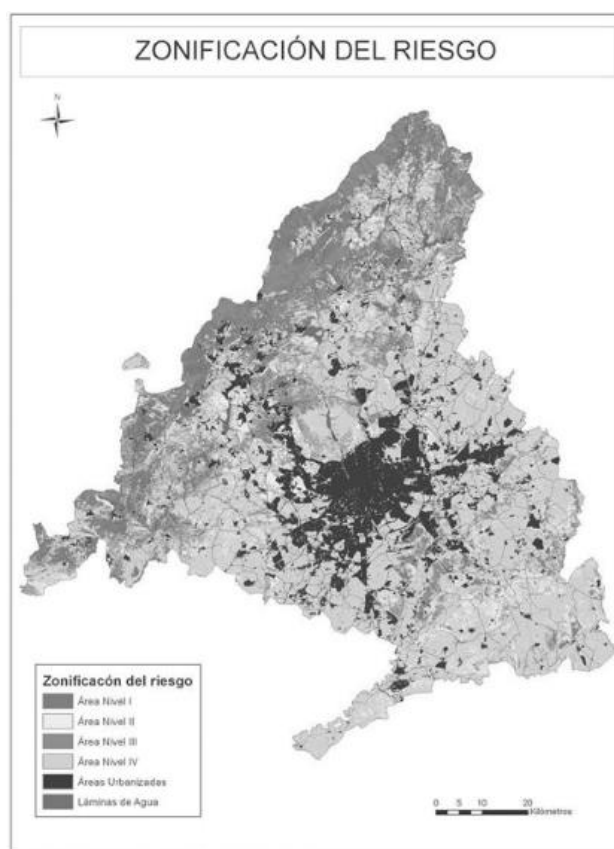 ZONIFICACIÓN DEL RIESGO
N
Zonificacón del riesgo
Área Nivel I
Área Nivel II
Área Nivel III
Área Nivel IV
Áreas Urbanizadas
Láminas de Agua
0 5 10 20
Kilómetros